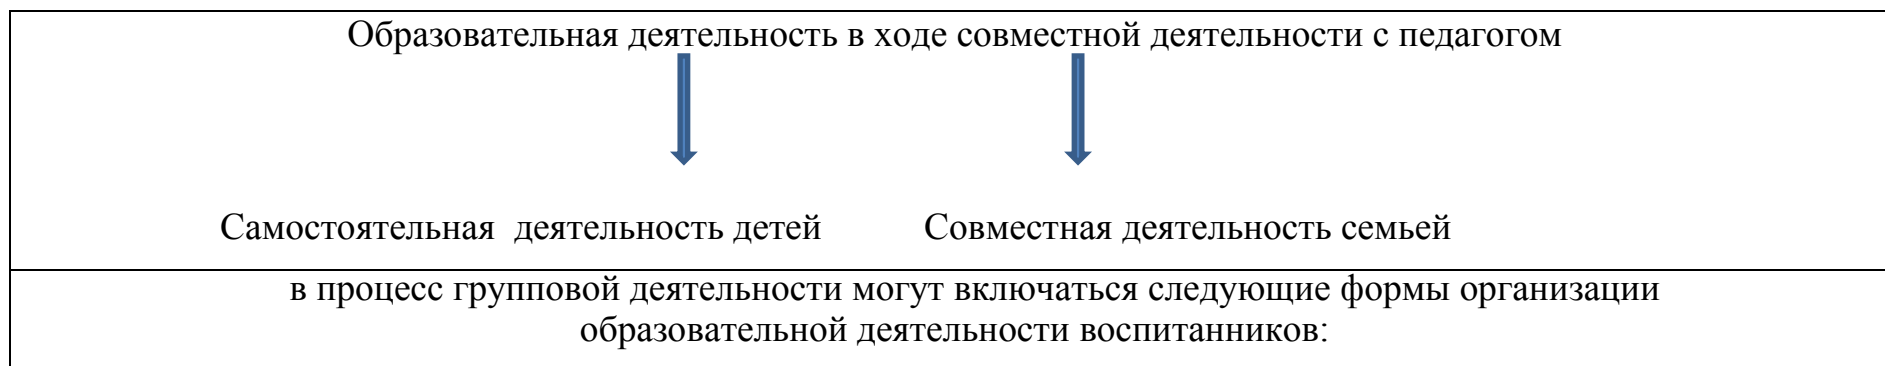 Образовательная деятельность в ходе совместной деятельности с педагогом
Самостоятельная деятельность детей Совместная деятельность семьей
в процесс групповой деятельности могут включаться следующие формы организации
образовательной деятельности воспитанников: